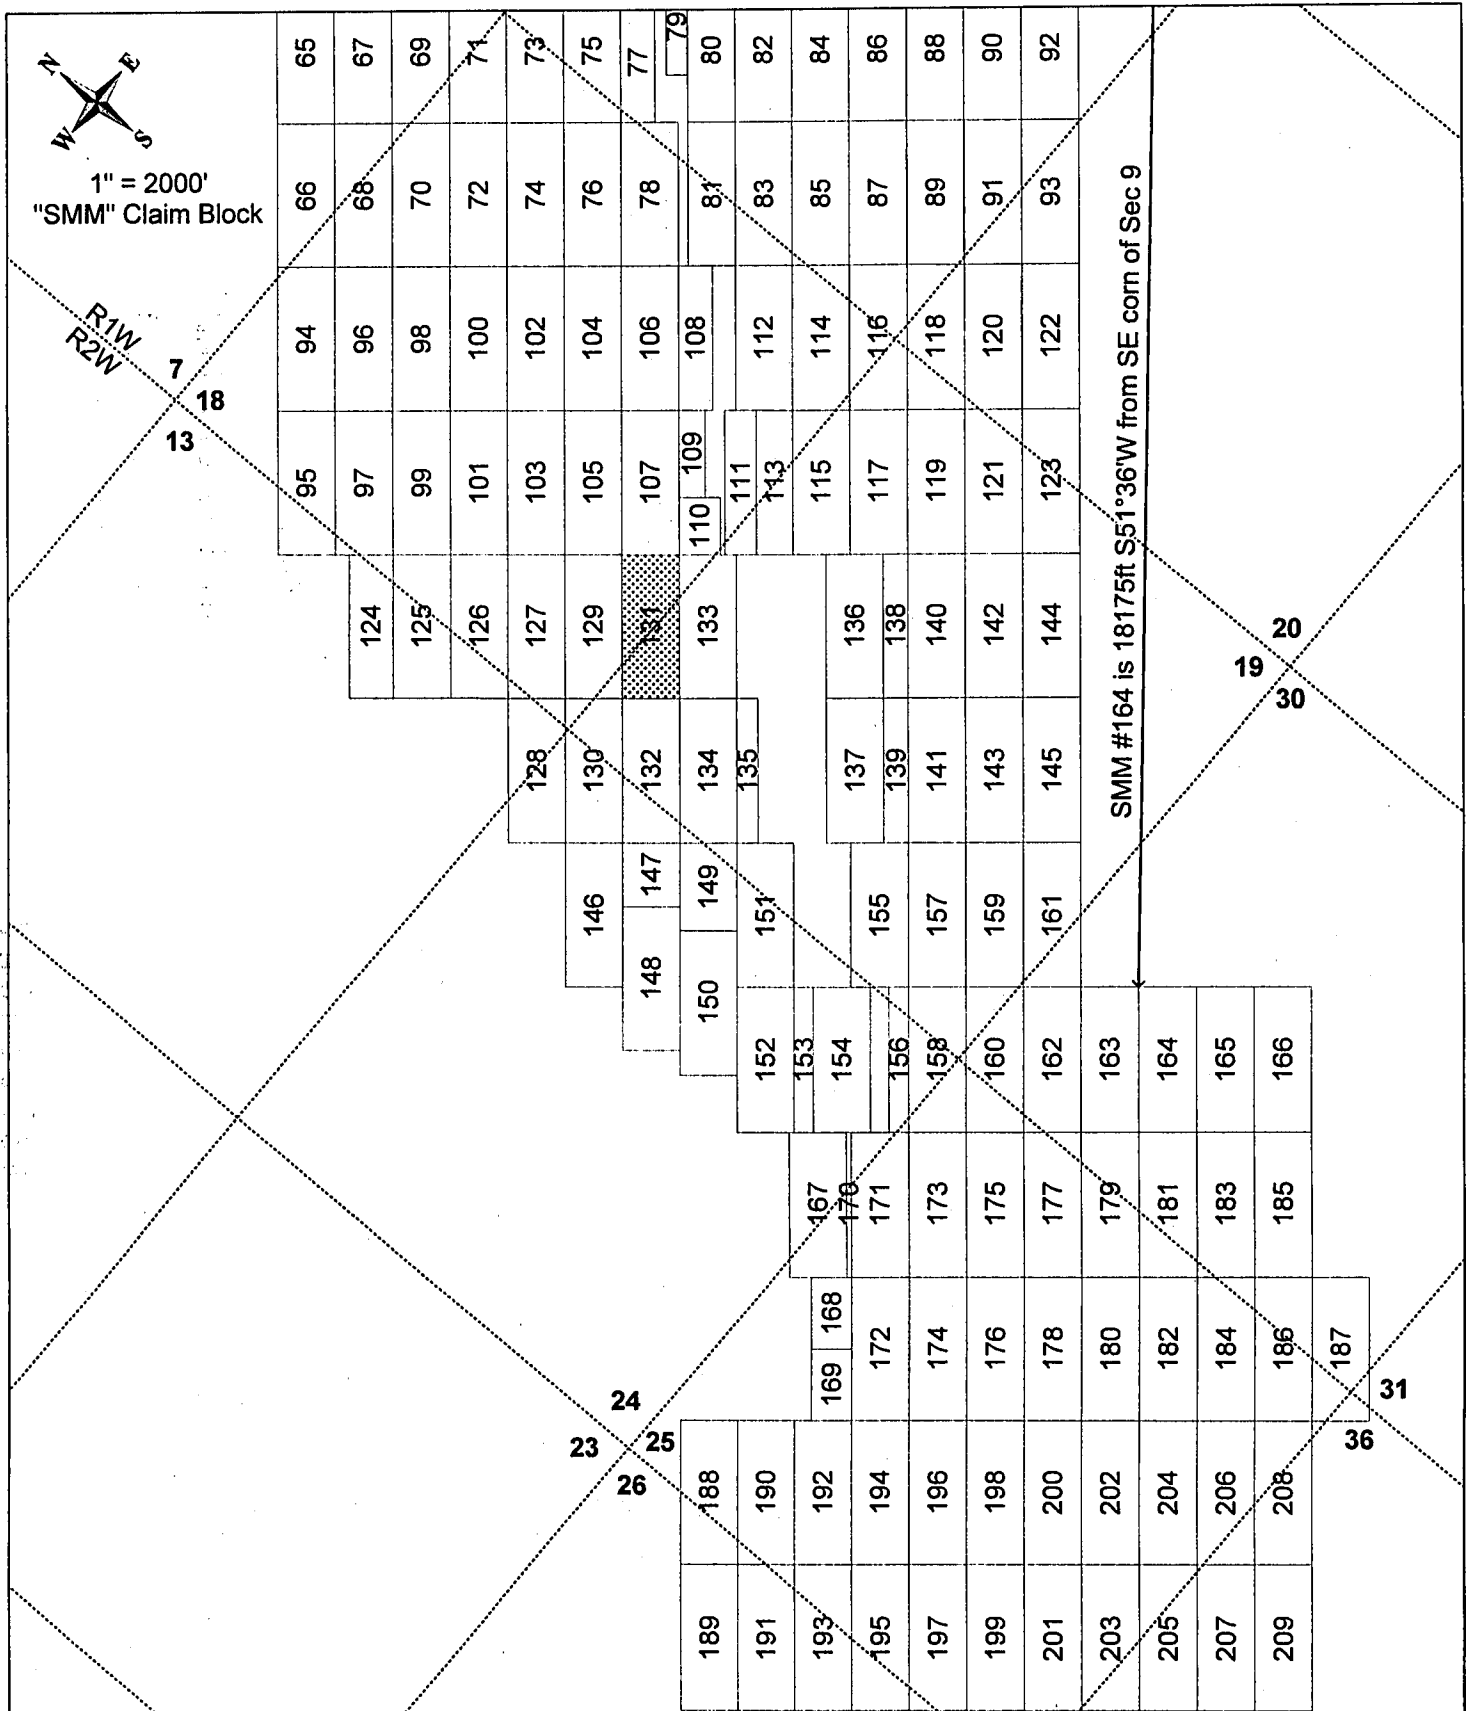 N E
W S
1" = 2000'
"SMM" Claim Block
65 67 69 71 73 75 77 79 80 82 84 86 88 90 92
66 68 70 72 74 76 78 81 83 85 87 89 91 93
R1W
R2W
7
18
13
94 96 98 100 102 104 106 108 112 114 116 118 120 122
95 97 99 101 103 105 107 109 110 111 113 115 117 119 121 123
SMM #164 is 18175ft S51°36'W from SE corn of Sec 9
124 125 126 127 129 131 133 136 138 140 142 144
20
19
30
128 130 132 134 135 137 139 141 143 145
146 147 148 149 150 151 155 157 159 161
152 153 154 156 158 160 162 163 164 165 166
167 170 171 173 175 177 179 181 183 185
168 169 172 174 176 178 180 182 184 186 187
24
23
25
26
31
36
188 190 192 194 196 198 200 202 204 206 208
189 191 193 195 197 199 201 203 205 207 209